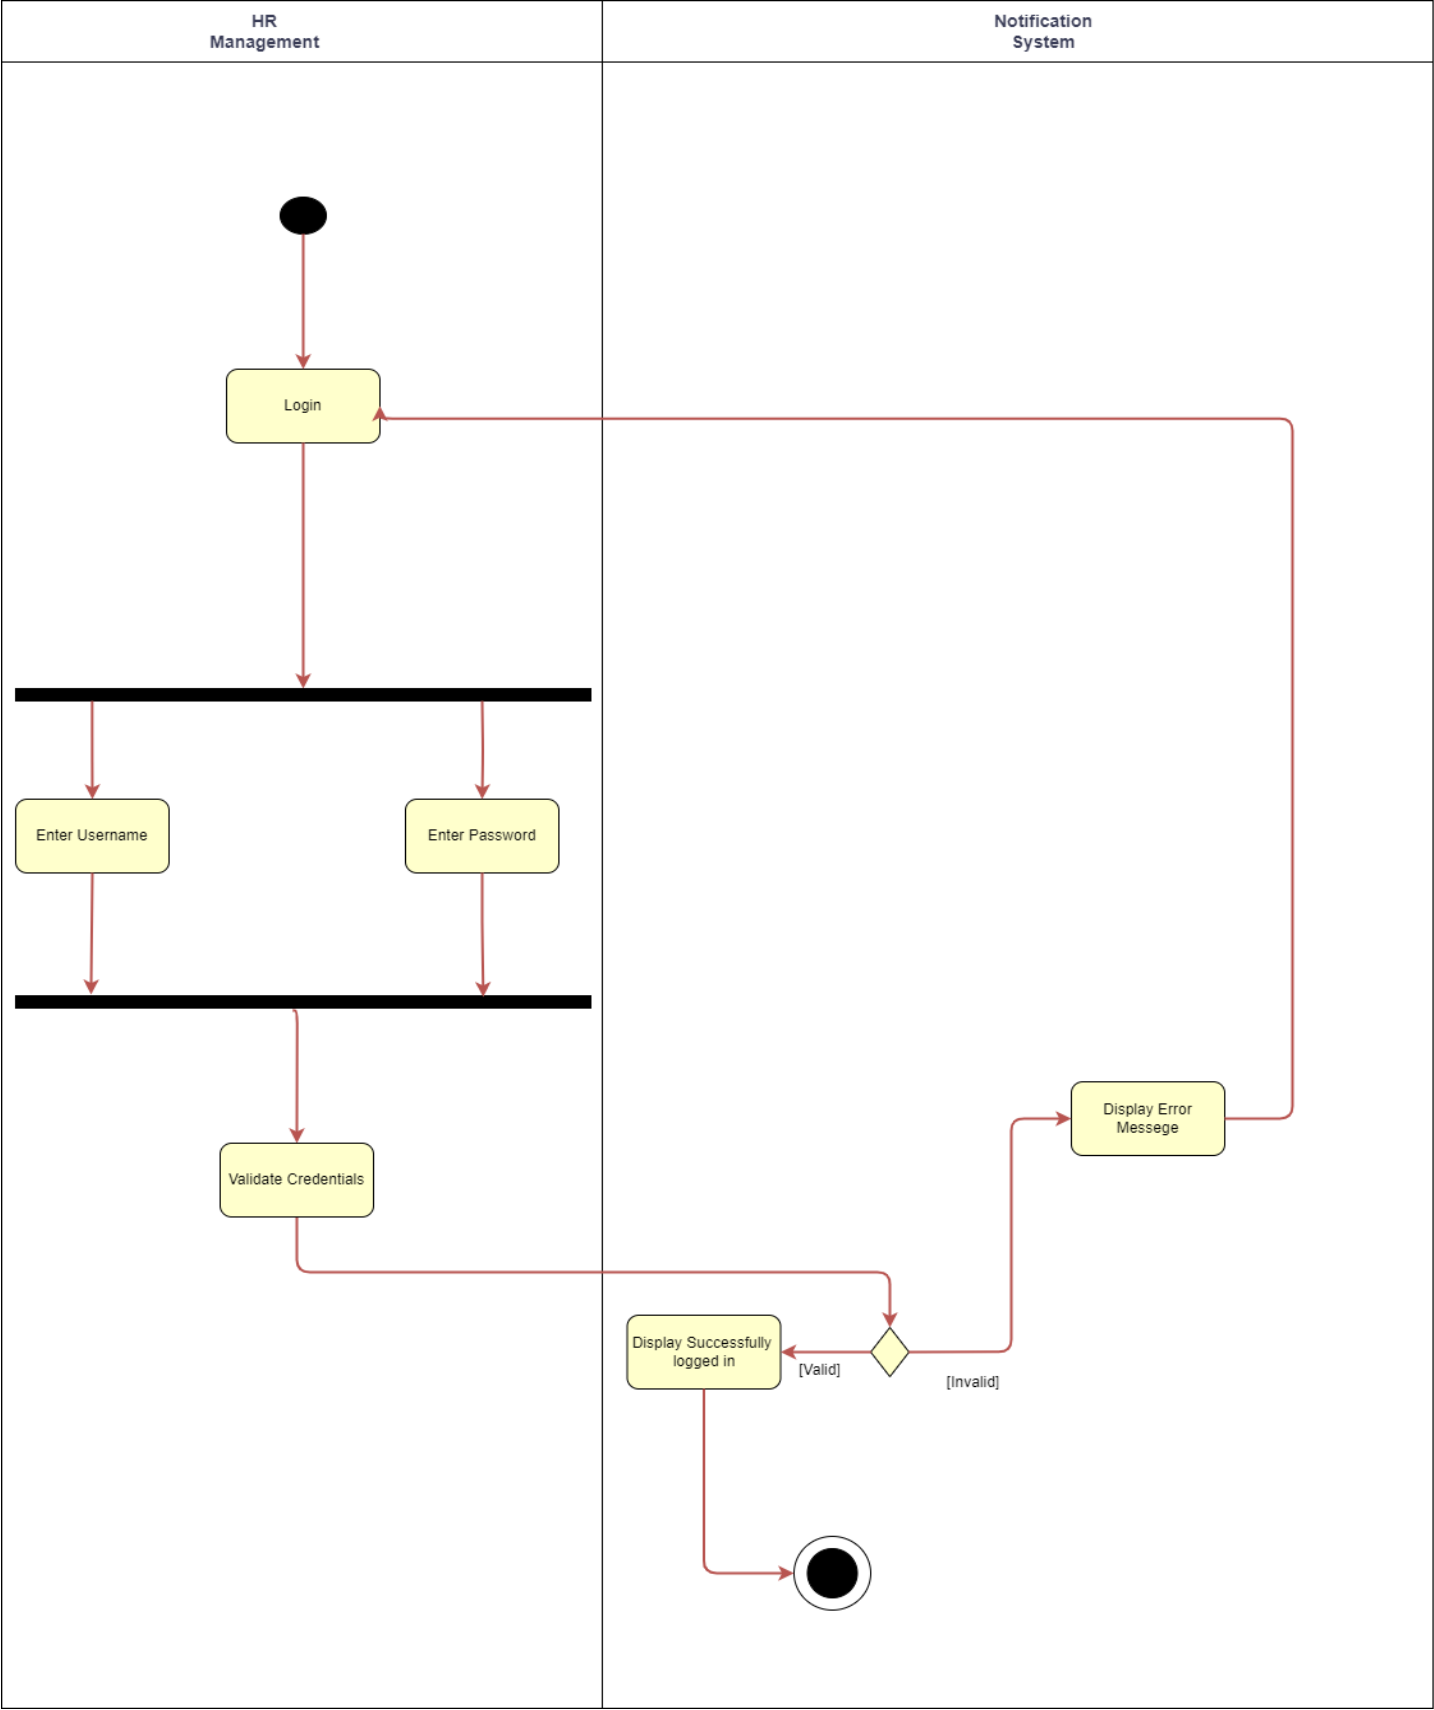 HR
Management
Notification
System
Login
Enter Username
Enter Password
Display Error
Messege
Validate Credentials
Display Successfully
logged in
[Valid]
[Invalid]